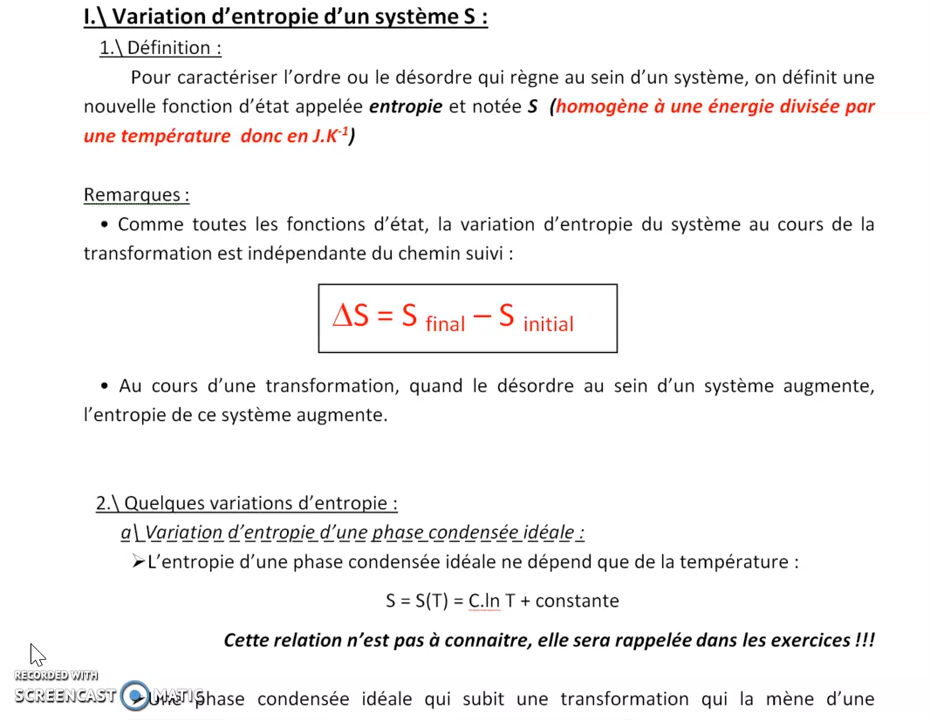 I.\ Variation d’entropie d’un système S :
1.\ Définition :
Pour caractériser l’ordre ou le désordre qui règne au sein d’un système, on définit une
nouvelle fonction d’état appelée entropie et notée S (homogène à une énergie divisée par
une température donc en J.K-1)
Remarques :
• Comme toutes les fonctions d’état, la variation d’entropie du système au cours de la
transformation est indépendante du chemin suivi :
ΔS = S final – S initial
• Au cours d’une transformation, quand le désordre au sein d’un système augmente,
l’entropie de ce système augmente.
2.\ Quelques variations d’entropie :
a\ Variation d’entropie d’une phase condensée idéale :
➢L’entropie d’une phase condensée idéale ne dépend que de la température :
S = S(T) = C.ln T + constante
Cette relation n’est pas à connaitre, elle sera rappelée dans les exercices !!!
RECORDED WITH
SCREENCAST MATIC
➢Une phase condensée idéale qui subit une transformation qui la mène d’une